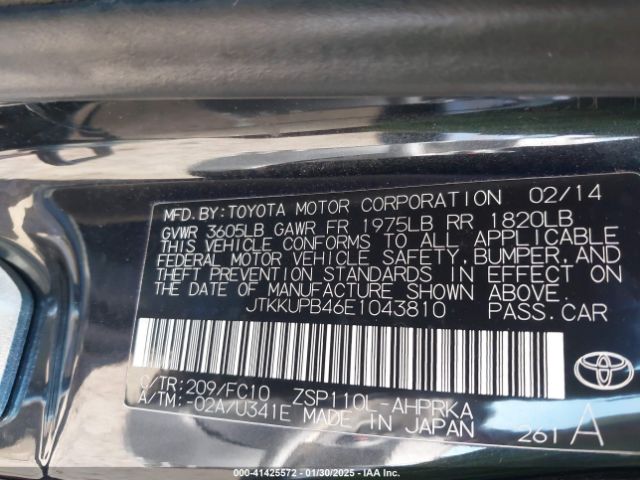 MFD. BY: TOYOTA MOTOR CORPORATION 02/14
GVWR 3605LB GAWR FR 1975LB RR 1820LB
THIS VEHICLE CONFORMS TO ALL APPLICABLE
FEDERAL MOTOR VEHICLE SAFETY, BUMPER, AND
THEFT PREVENTION STANDARDS IN EFFECT ON
THE DATE OF MANUFACTURE SHOWN ABOVE.
JTKKUPB46E1043810 PASS. CAR
C/TR: 209/FC10 ZSP110L-AHPRKA
A/TM: -02A/U341E MADE IN JAPAN 261 A
000-41425572 — 01/30/2025 — IAA Inc.